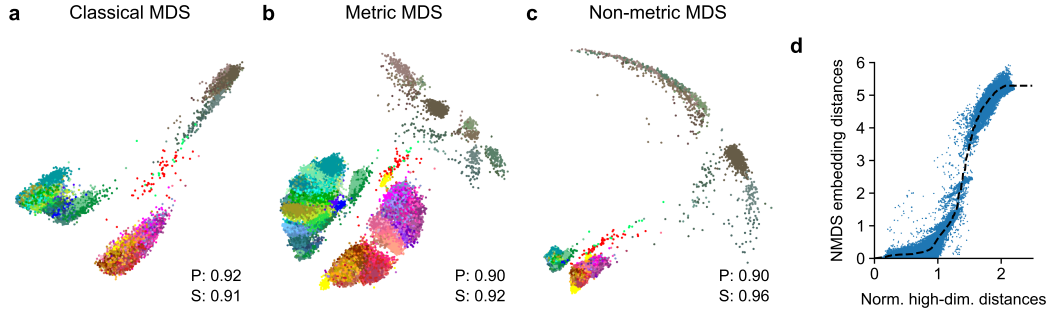 a Classical MDS
P: 0.92
S: 0.91
b Metric MDS
P: 0.90
S: 0.92
c Non-metric MDS
P: 0.90
S: 0.96
d
NMDS embedding distances
6
5
4
3
2
1
0
0 1 2
Norm. high-dim. distances